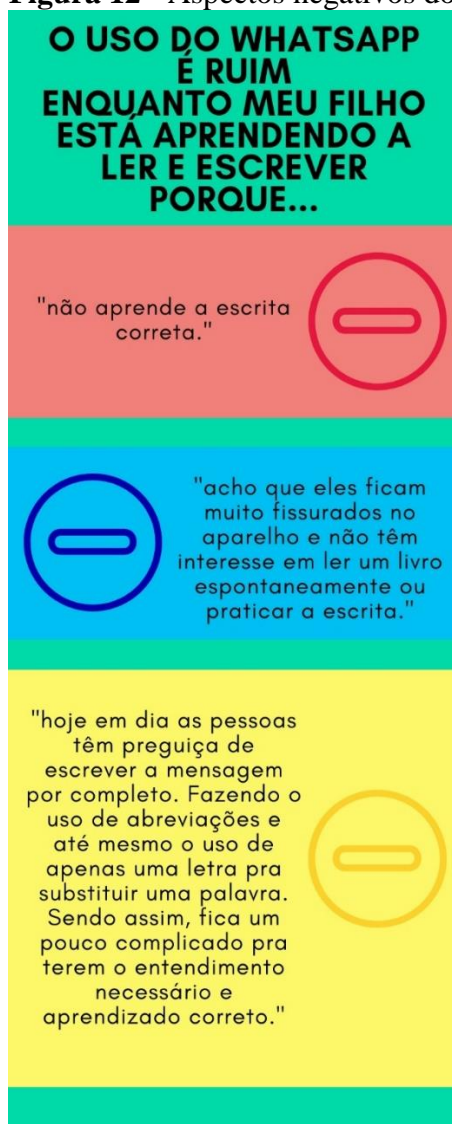 Figura 12 - Aspectos negativos do
O USO DO WHATSAPP
É RUIM
ENQUANTO MEU FILHO
ESTÁ APRENDENDO A
LER E ESCREVER
PORQUE...
"não aprende a escrita
correta."
"acho que eles ficam
muito fissurados no
aparelho e não têm
interesse em ler um livro
espontaneamente ou
praticar a escrita."
"hoje em dia as pessoas
têm preguiça de
escrever a mensagem
por completo. Fazendo o
uso de abreviações e
até mesmo o uso de
apenas uma letra pra
substituir uma palavra.
Sendo assim, fica um
pouco complicado pra
terem o entendimento
necessário e
aprendizado correto."